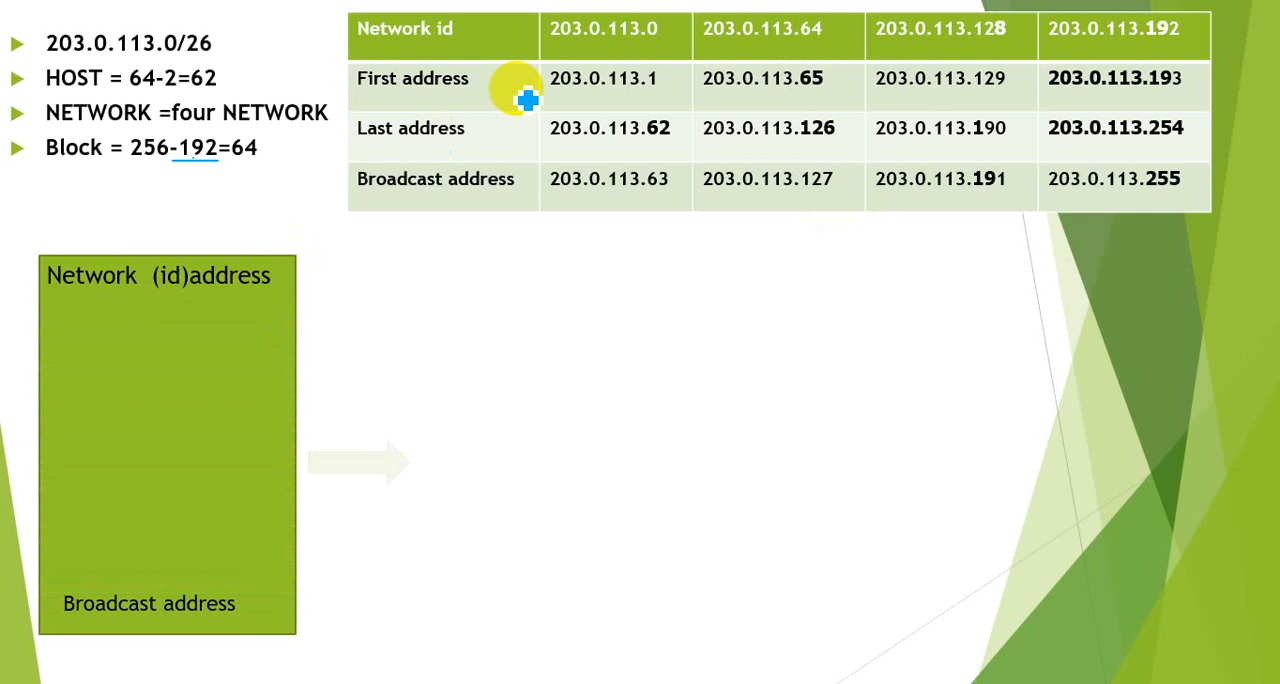 203.0.113.0/26
HOST = 64-2=62
NETWORK =four NETWORK
Block = 256-192=64
Network id 203.0.113.0 203.0.113.64 203.0.113.128 203.0.113.192
First address 203.0.113.1 203.0.113.65 203.0.113.129 203.0.113.193
Last address 203.0.113.62 203.0.113.126 203.0.113.190 203.0.113.254
Broadcast address 203.0.113.63 203.0.113.127 203.0.113.191 203.0.113.255
Network (id)address
Broadcast address